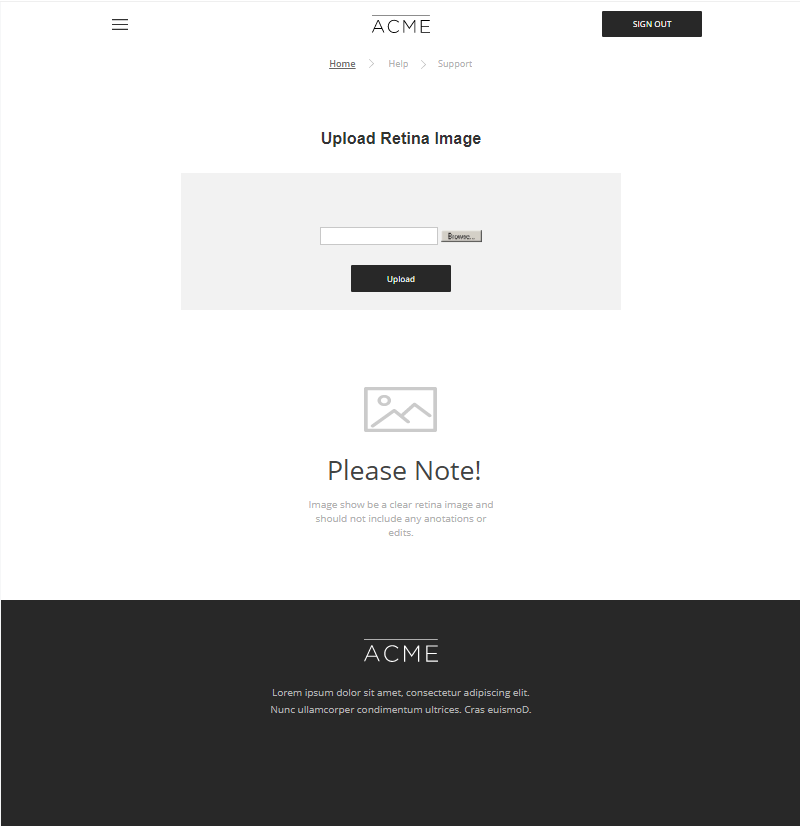 ACME
SIGN OUT
Home Help Support
Upload Retina Image
Browse...
Upload
Please Note!
Image show be a clear retina image and
should not include any anotations or
edits.
ACME
Lorem ipsum dolor sit amet, consectetur adipiscing elit.
Nunc ullamcorper condimentum ultrices. Cras euismoD.